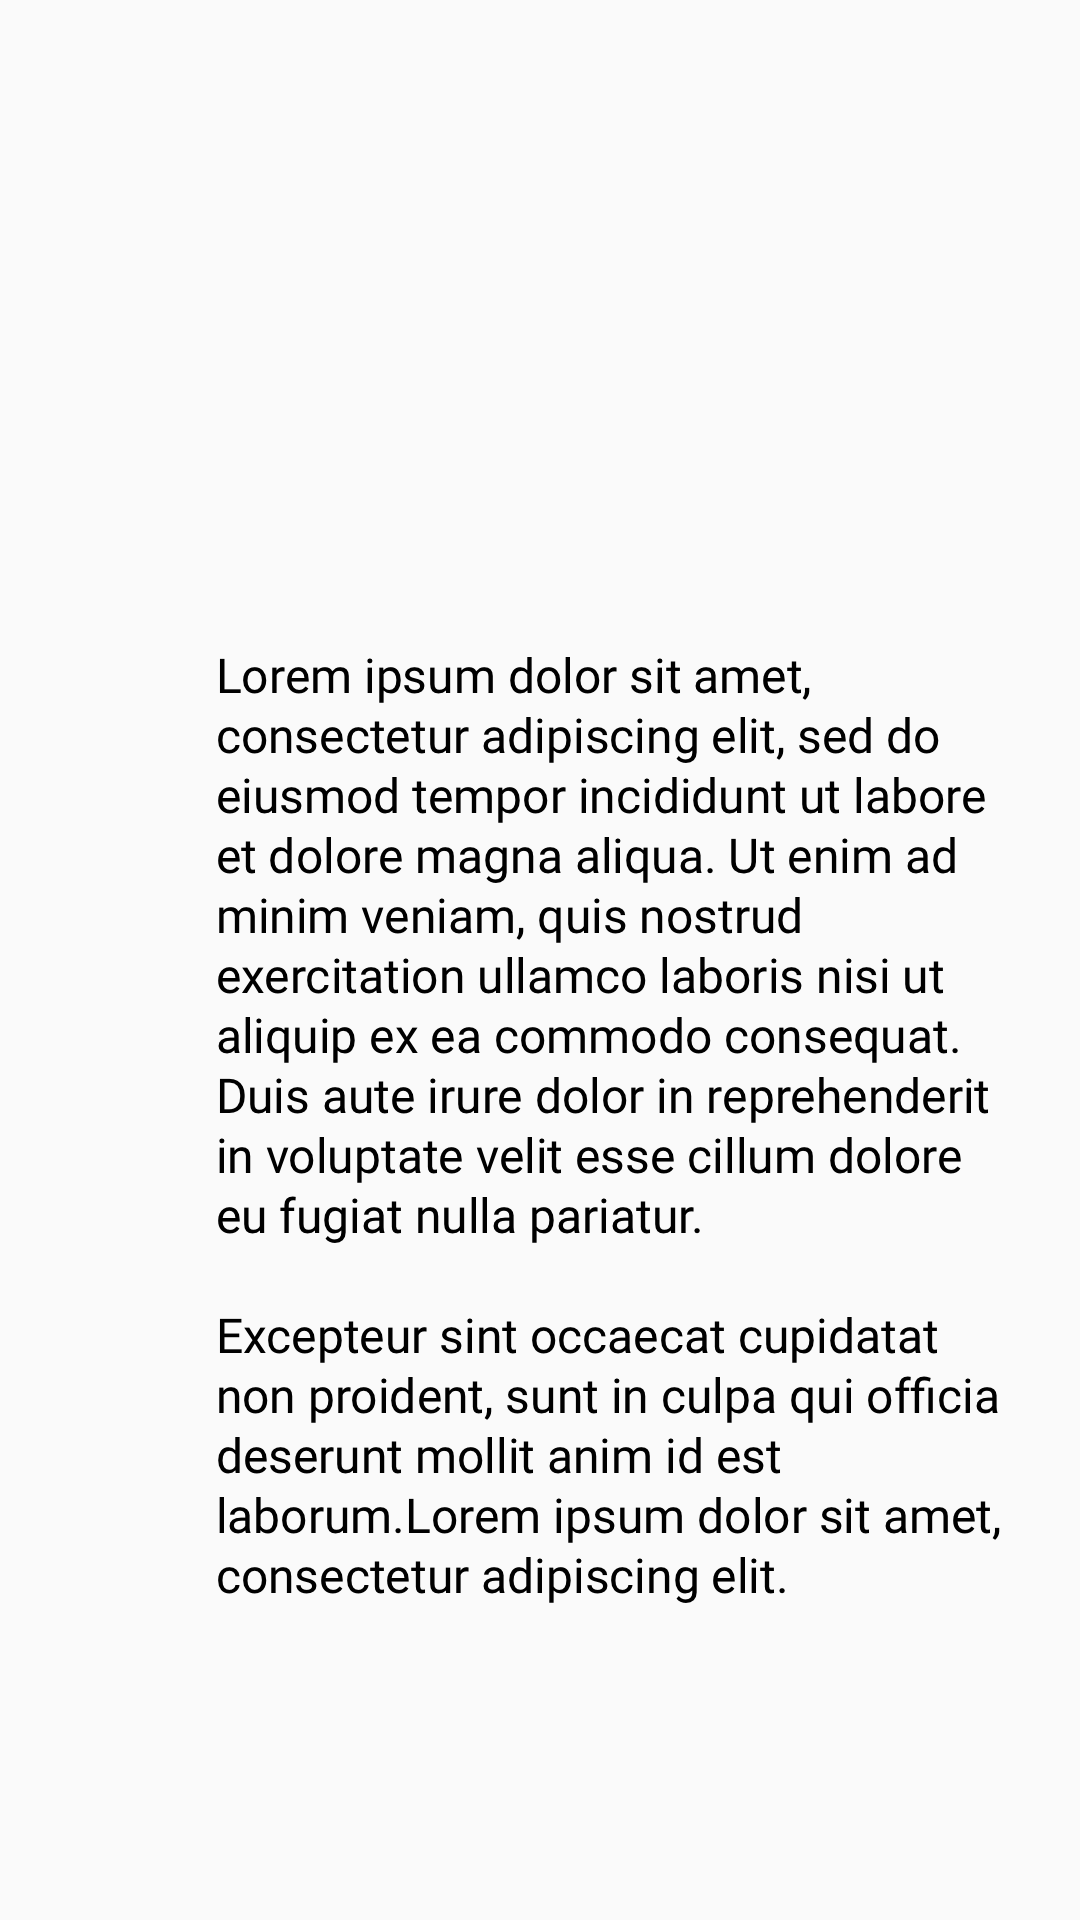 Lorem ipsum dolor sit amet,
consectetur adipiscing elit, sed do
eiusmod tempor incididunt ut labore
et dolore magna aliqua. Ut enim ad
minim veniam, quis nostrud
exercitation ullamco laboris nisi ut
aliquip ex ea commodo consequat.
Duis aute irure dolor in reprehenderit
in voluptate velit esse cillum dolore
eu fugiat nulla pariatur.

Excepteur sint occaecat cupidatat
non proident, sunt in culpa qui officia
deserunt mollit anim id est
laborum.Lorem ipsum dolor sit amet,
consectetur adipiscing elit.